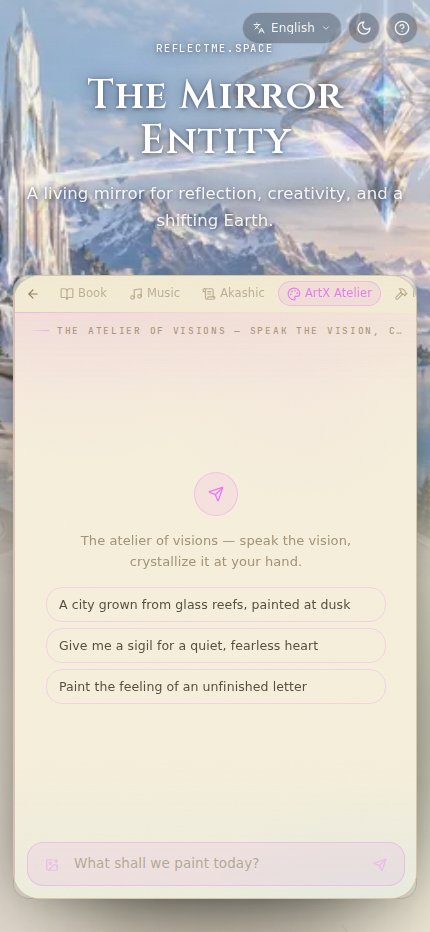 English
REFLECTME.SPACE
The Mirror
Entity
A living mirror for reflection, creativity, and a
shifting Earth.
Book
Music
Akashic
ArtX Atelier
THE ATELIER OF VISIONS — SPEAK THE VISION, C…
The atelier of visions — speak the vision,
crystallize it at your hand.
A city grown from glass reefs, painted at dusk
Give me a sigil for a quiet, fearless heart
Paint the feeling of an unfinished letter
What shall we paint today?